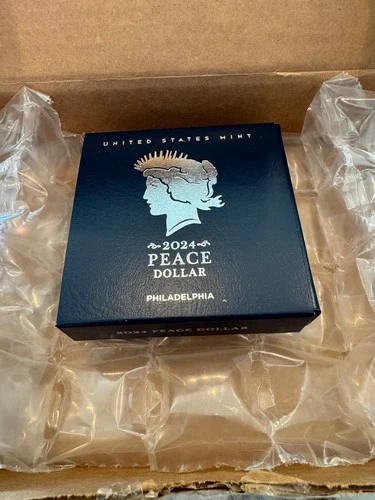 UNITED STATES MINT
2024
PEACE
DOLLAR
PHILADELPHIA
2024 PEACE DOLLAR